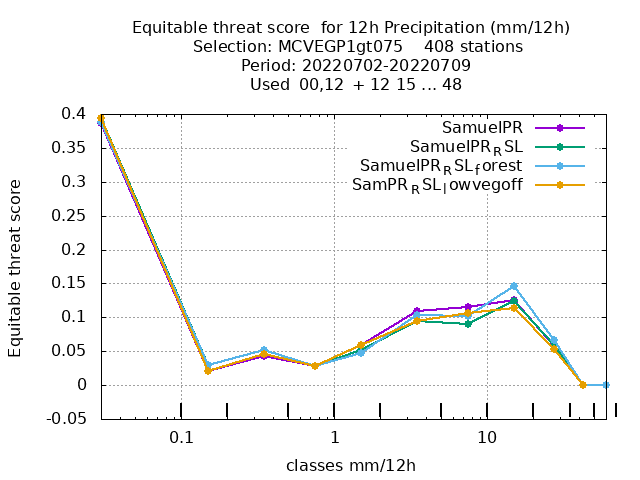 Equitable threat score  for 12h Precipitation (mm/12h)
Selection: MCVEGP1gt075    408 stations
Period: 20220702-20220709
Used  00,12  + 12 15 ... 48
0.4
0.35
0.3
0.25
0.2
0.15
0.1
0.05
0
-0.05
0.1
1
10
Equitable threat score
classes mm/12h
SamuelPR
SamuelPR_RSL
SamuelPR_RSL_forest
SamPR_RSL_lowvegoff